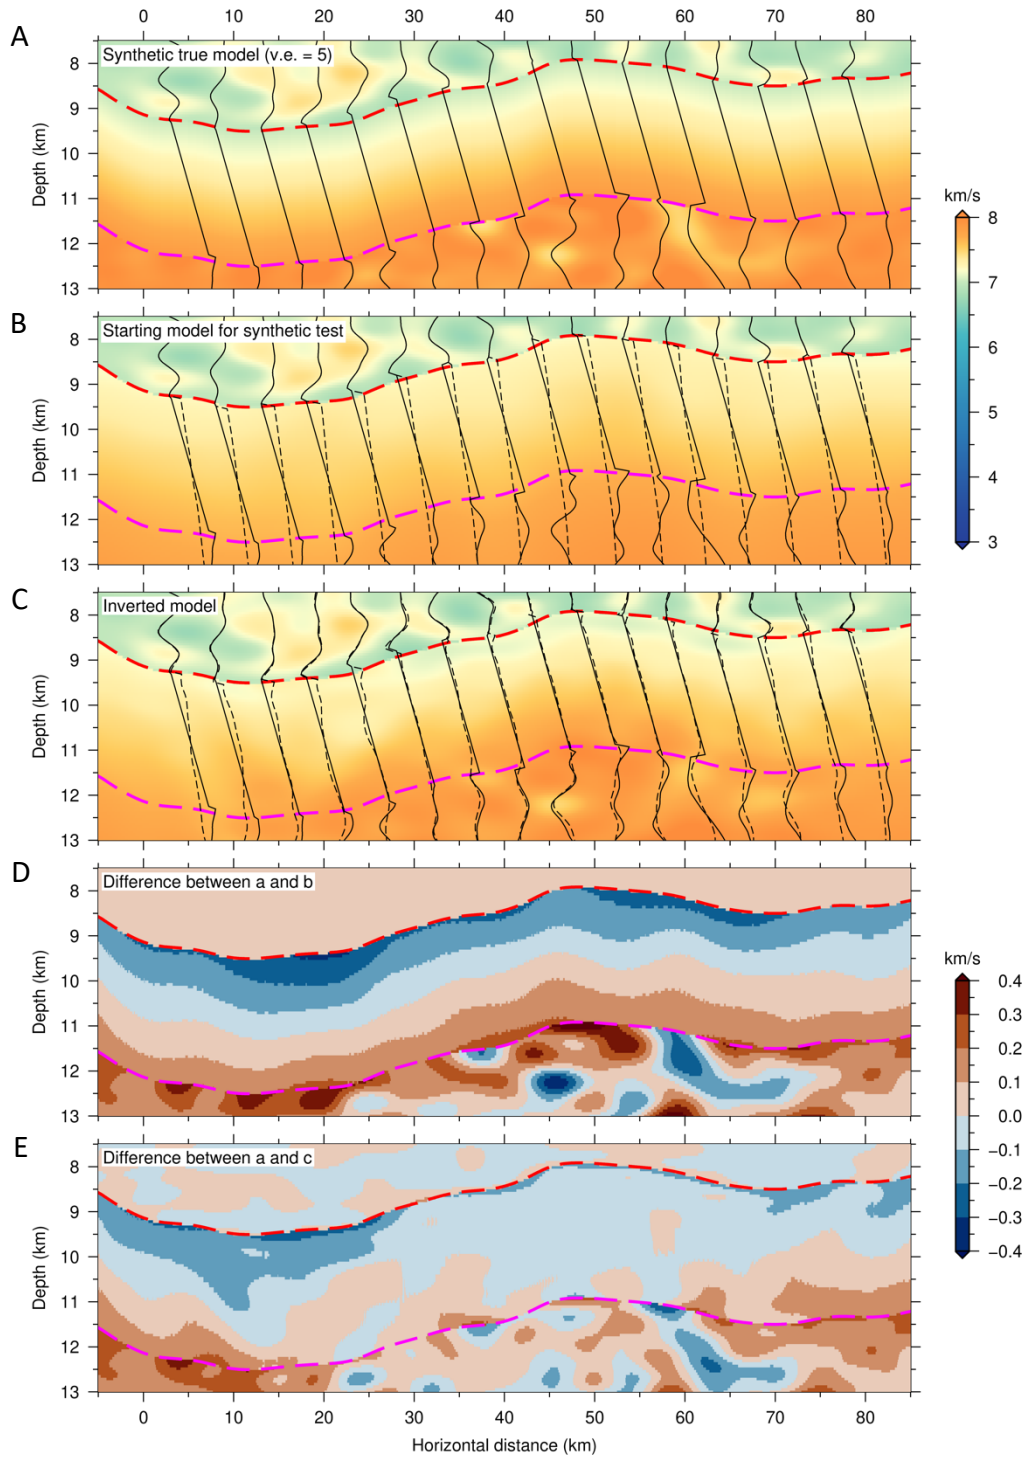 0 10 20 30 40 50 60 70 80
A
Synthetic true model (v.e. = 5)
8
9
10
11
12
13
Depth (km)
km/s
8
7
6
5
4
3
B
Starting model for synthetic test
8
9
10
11
12
13
Depth (km)
C
Inverted model
8
9
10
11
12
13
Depth (km)
D
Difference between a and b
8
9
10
11
12
13
Depth (km)
km/s
0.4
0.3
0.2
0.1
0.0
−0.1
−0.2
−0.3
−0.4
E
Difference between a and c
8
9
10
11
12
13
Depth (km)
0 10 20 30 40 50 60 70 80
Horizontal distance (km)